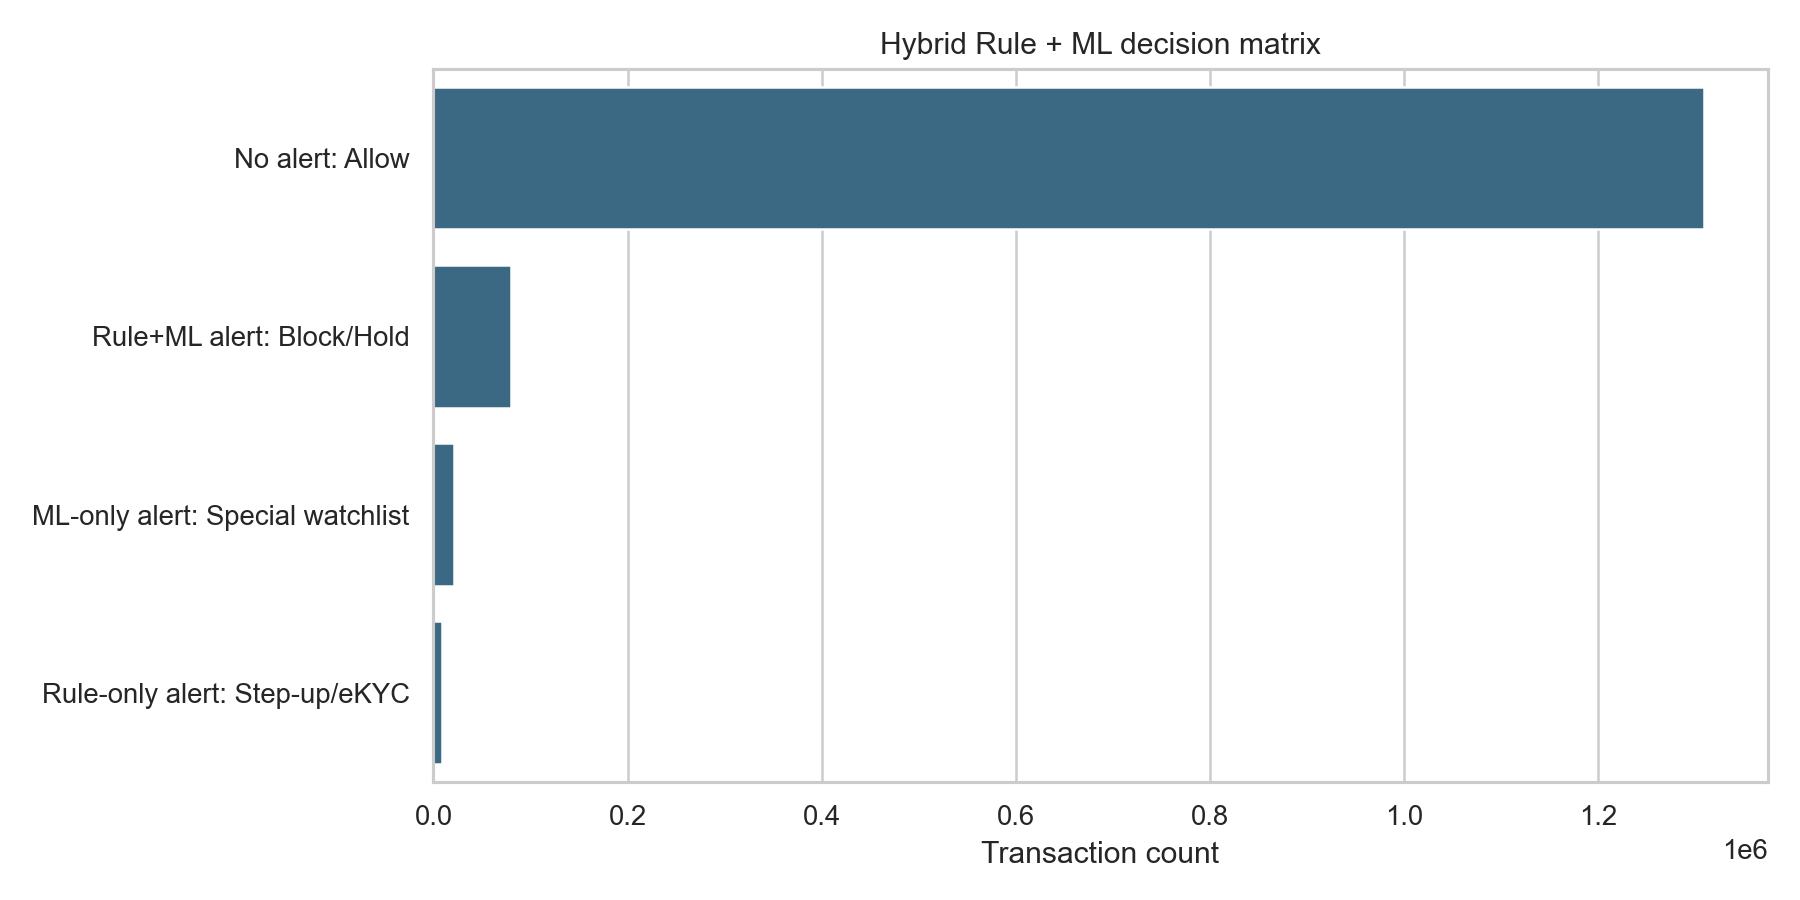 Hybrid Rule + ML decision matrix
No alert: Allow
Rule+ML alert: Block/Hold
ML-only alert: Special watchlist
Rule-only alert: Step-up/eKYC
0.0 0.2 0.4 0.6 0.8 1.0 1.2
Transaction count
1e6